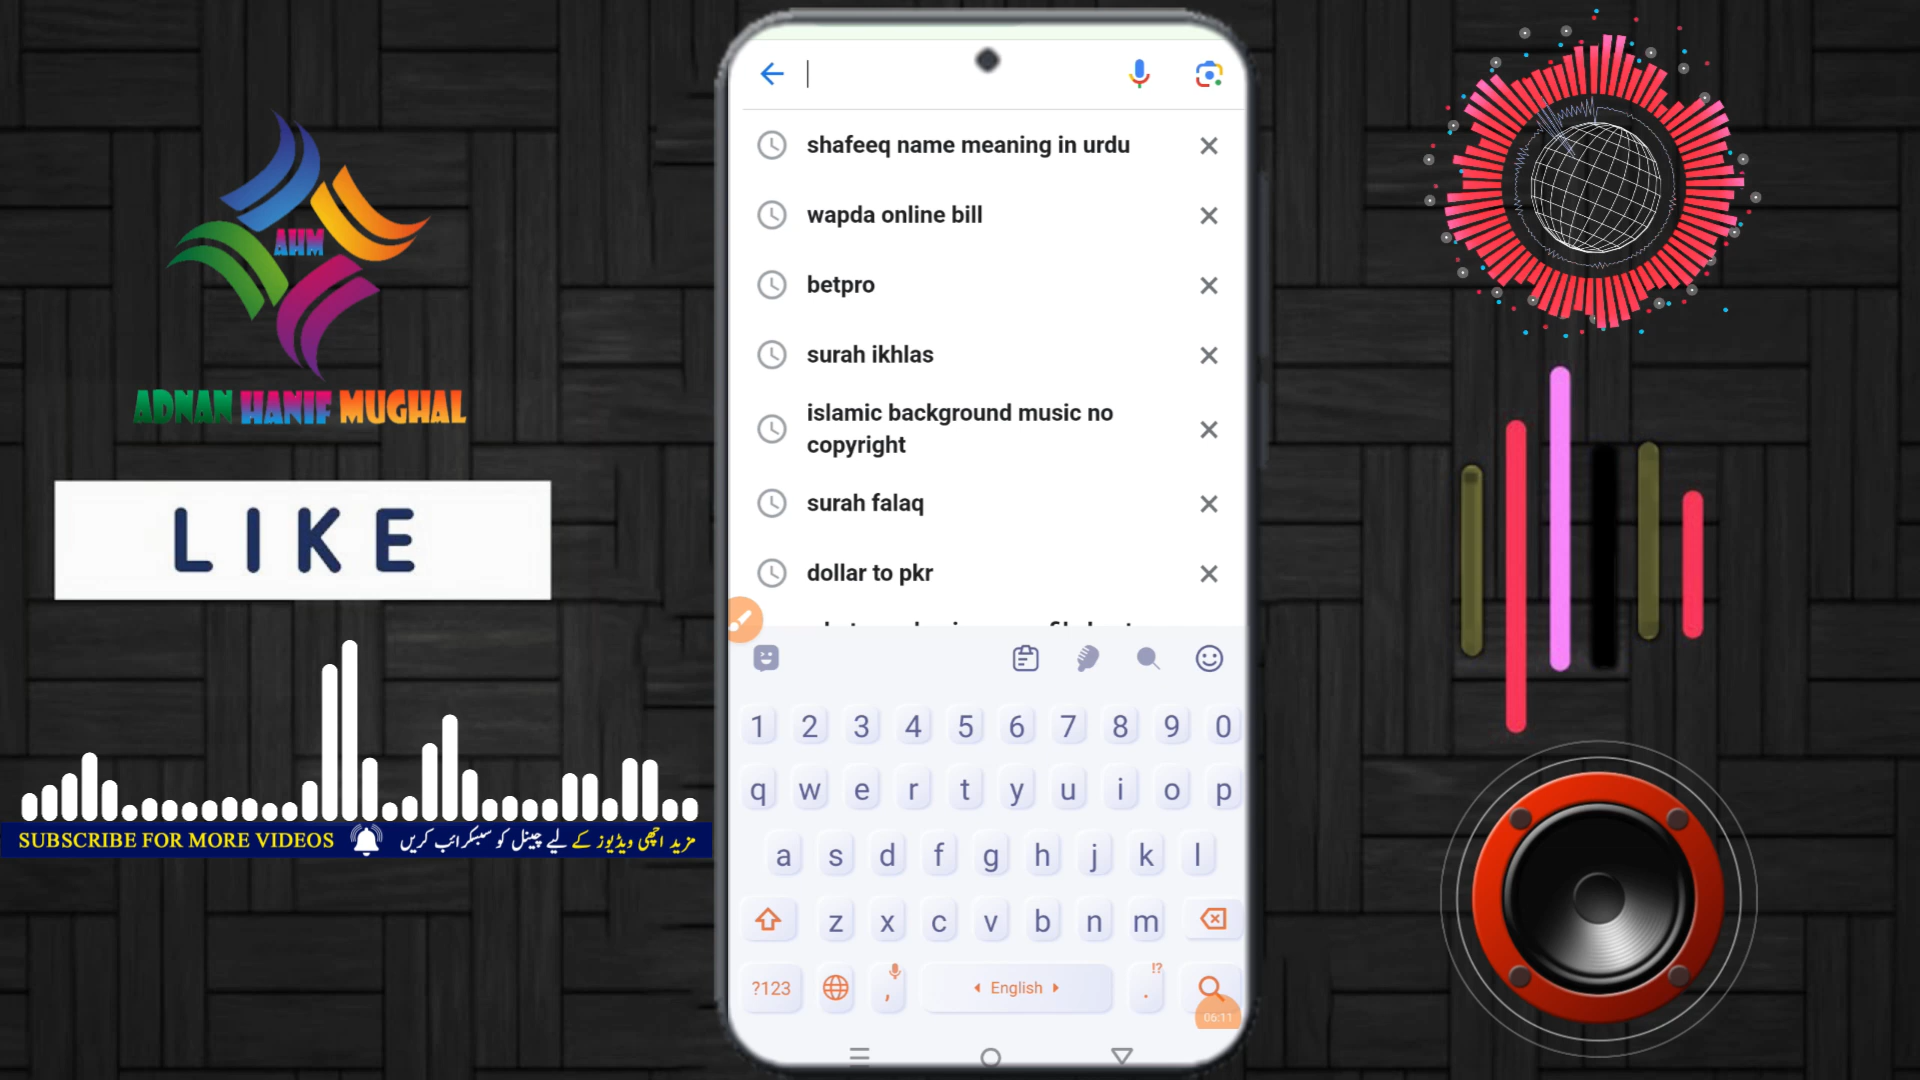 AHM
ADNAN HANIF MUGHAL
LIKE
SUBSCRIBE FOR MORE VIDEOS
مزید اچھی ویڈیوز کے لیے چینل کو سبسکرائب کریں
shafeeq name meaning in urdu
wapda online bill
betpro
surah ikhlas
islamic background music no
copyright
surah falaq
dollar to pkr
1 2 3 4 5 6 7 8 9 0
q w e r t y u i o p
a s d f g h j k l
z x c v b n m
!?
?123 , English .
06:11